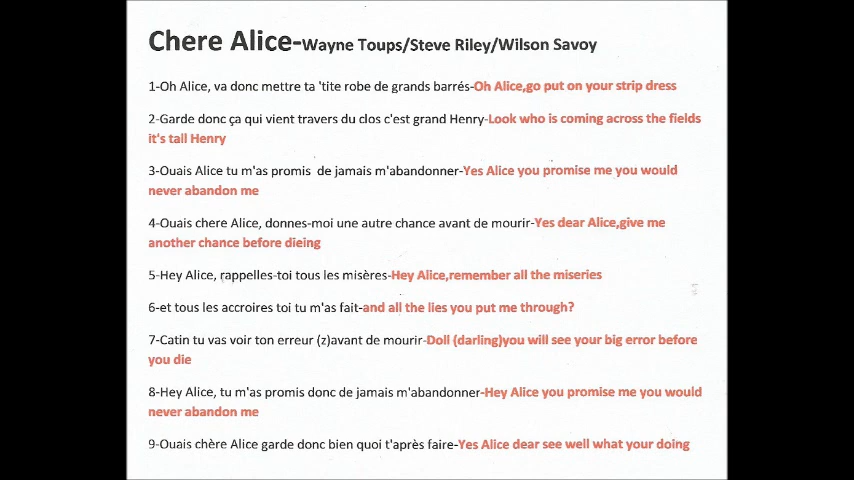 Chere Alice-Wayne Toups/Steve Riley/Wilson Savoy
1-Oh Alice, va donc mettre ta 'tite robe de grands barrés-Oh Alice,go put on your strip dress
2-Garde donc ça qui vient travers du clos c'est grand Henry-Look who is coming across the fields
it's tall Henry
3-Ouais Alice tu m'as promis de jamais m'abandonner-Yes Alice you promise me you would
never abandon me
4-Ouais chere Alice, donnes-moi une autre chance avant de mourir-Yes dear Alice,give me
another chance before dieing
5-Hey Alice, rappelles-toi tous les misères-Hey Alice,remember all the miseries
6-et tous les accroires toi tu m'as fait-and all the lies you put me through?
7-Catin tu vas voir ton erreur (z)avant de mourir-Doll (darling)you will see your big error before
you die
8-Hey Alice, tu m'as promis donc de jamais m'abandonner-Hey Alice you promise me you would
never abandon me
9-Ouais chère Alice garde donc bien quoi t'après faire-Yes Alice dear see well what your doing